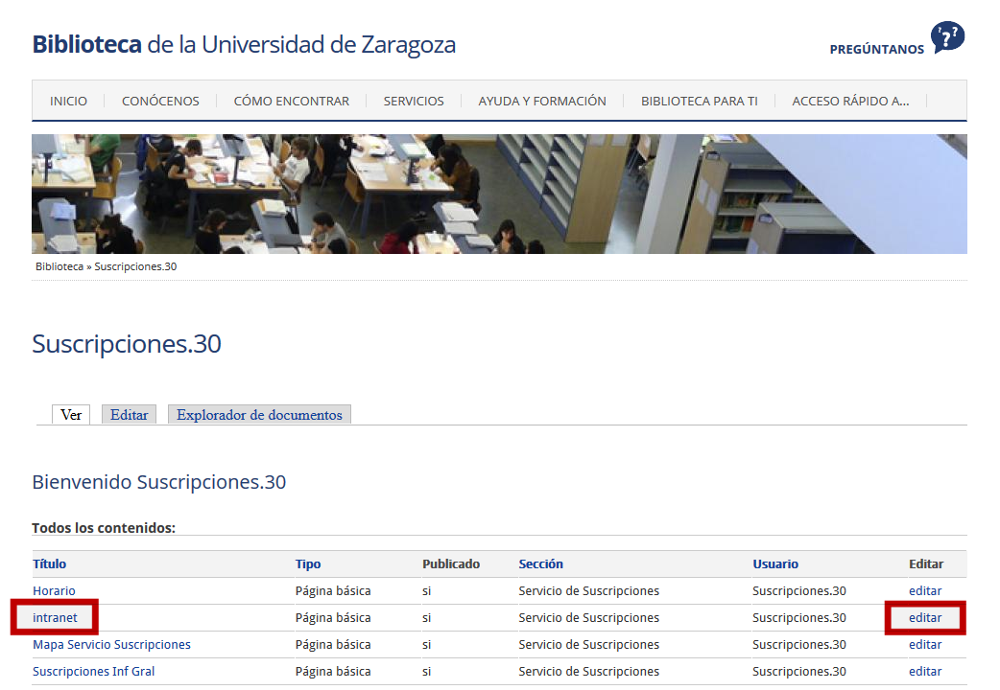 Biblioteca de la Universidad de Zaragoza
PREGÚNTANOS ???
INICIO CONÓCENOS CÓMO ENCONTRAR SERVICIOS AYUDA Y FORMACIÓN BIBLIOTECA PARA TI ACCESO RÁPIDO A...
Biblioteca » Suscripciones.30
Suscripciones.30
Ver Editar Explorador de documentos
Bienvenido Suscripciones.30
Todos los contenidos:
Título Tipo Publicado Sección Usuario Editar
Horario Página básica si Servicio de Suscripciones Suscripciones.30 editar
intranet Página básica si Servicio de Suscripciones Suscripciones.30 editar
Mapa Servicio Suscripciones Página básica si Servicio de Suscripciones Suscripciones.30 editar
Suscripciones Inf Gral Página básica si Servicio de Suscripciones Suscripciones.30 editar